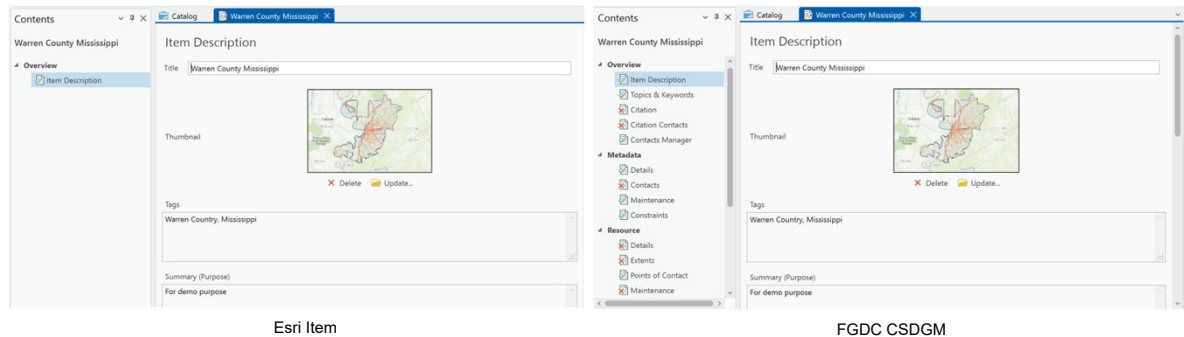 Contents
Warren County Mississippi
Overview
Item Description
Catalog
Warren County Mississippi
Item Description
Title
Warren County Mississippi
Thumbnail
Delete
Update...
Tags
Warren Country, Mississippi
Summary (Purpose)
For demo purpose
Esri Item
Contents
Warren County Mississippi
Overview
Item Description
Topics & Keywords
Citation
Citation Contacts
Contacts Manager
Metadata
Details
Contacts
Maintenance
Constraints
Resource
Details
Extents
Points of Contact
Maintenance
Catalog
Warren County Mississippi
Item Description
Title
Warren County Mississippi
Thumbnail
Delete
Update...
Tags
Warren Country, Mississippi
Summary (Purpose)
For demo purpose
FGDC CSDGM